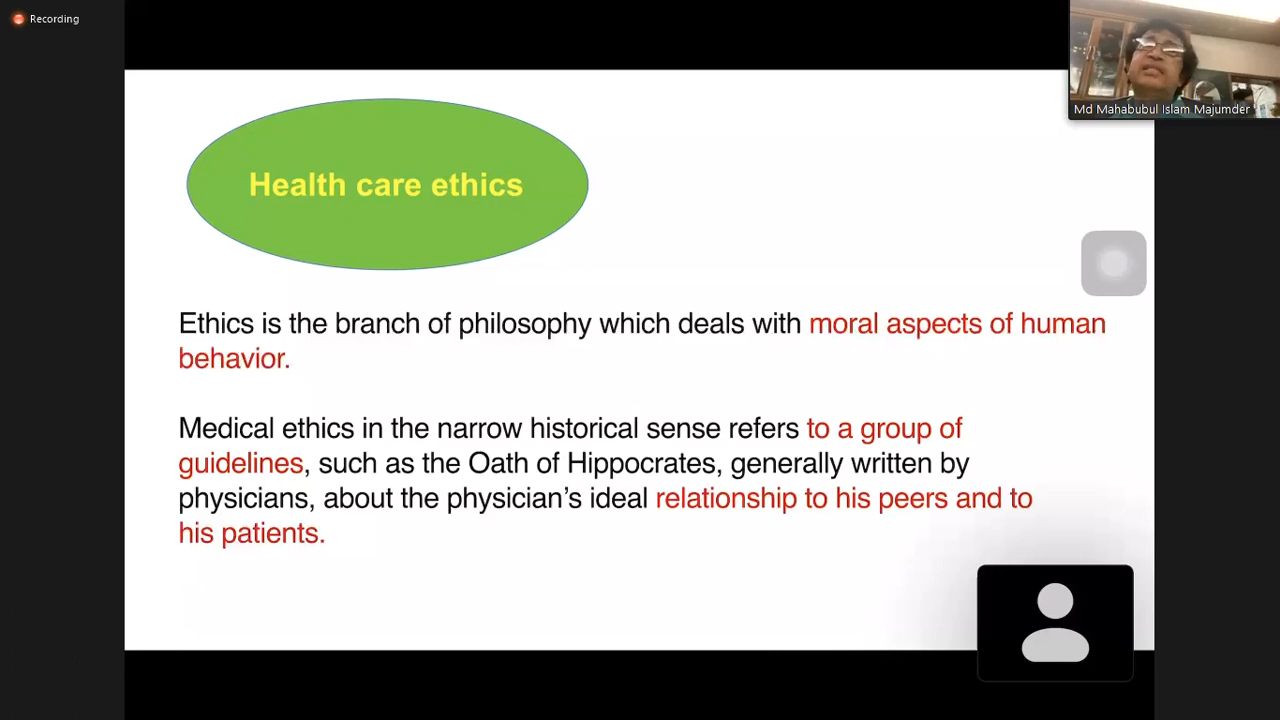 Recording
Md Mahabubul Islam Majumder
Health care ethics
Ethics is the branch of philosophy which deals with moral aspects of human
behavior.
Medical ethics in the narrow historical sense refers to a group of
guidelines, such as the Oath of Hippocrates, generally written by
physicians, about the physician’s ideal relationship to his peers and to
his patients.